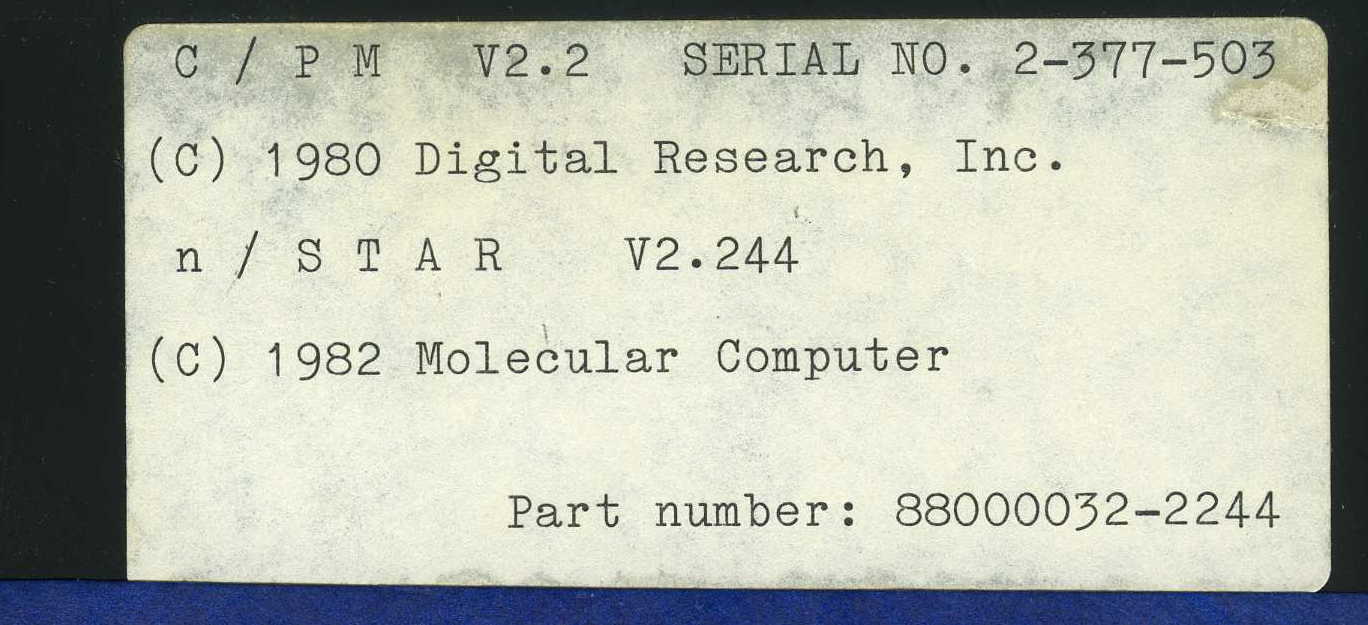 C / P M V2.2 SERIAL NO. 2-377-503
(C) 1980 Digital Research, Inc.
n / S T A R V2.244
(C) 1982 Molecular Computer
Part number: 88000032-2244